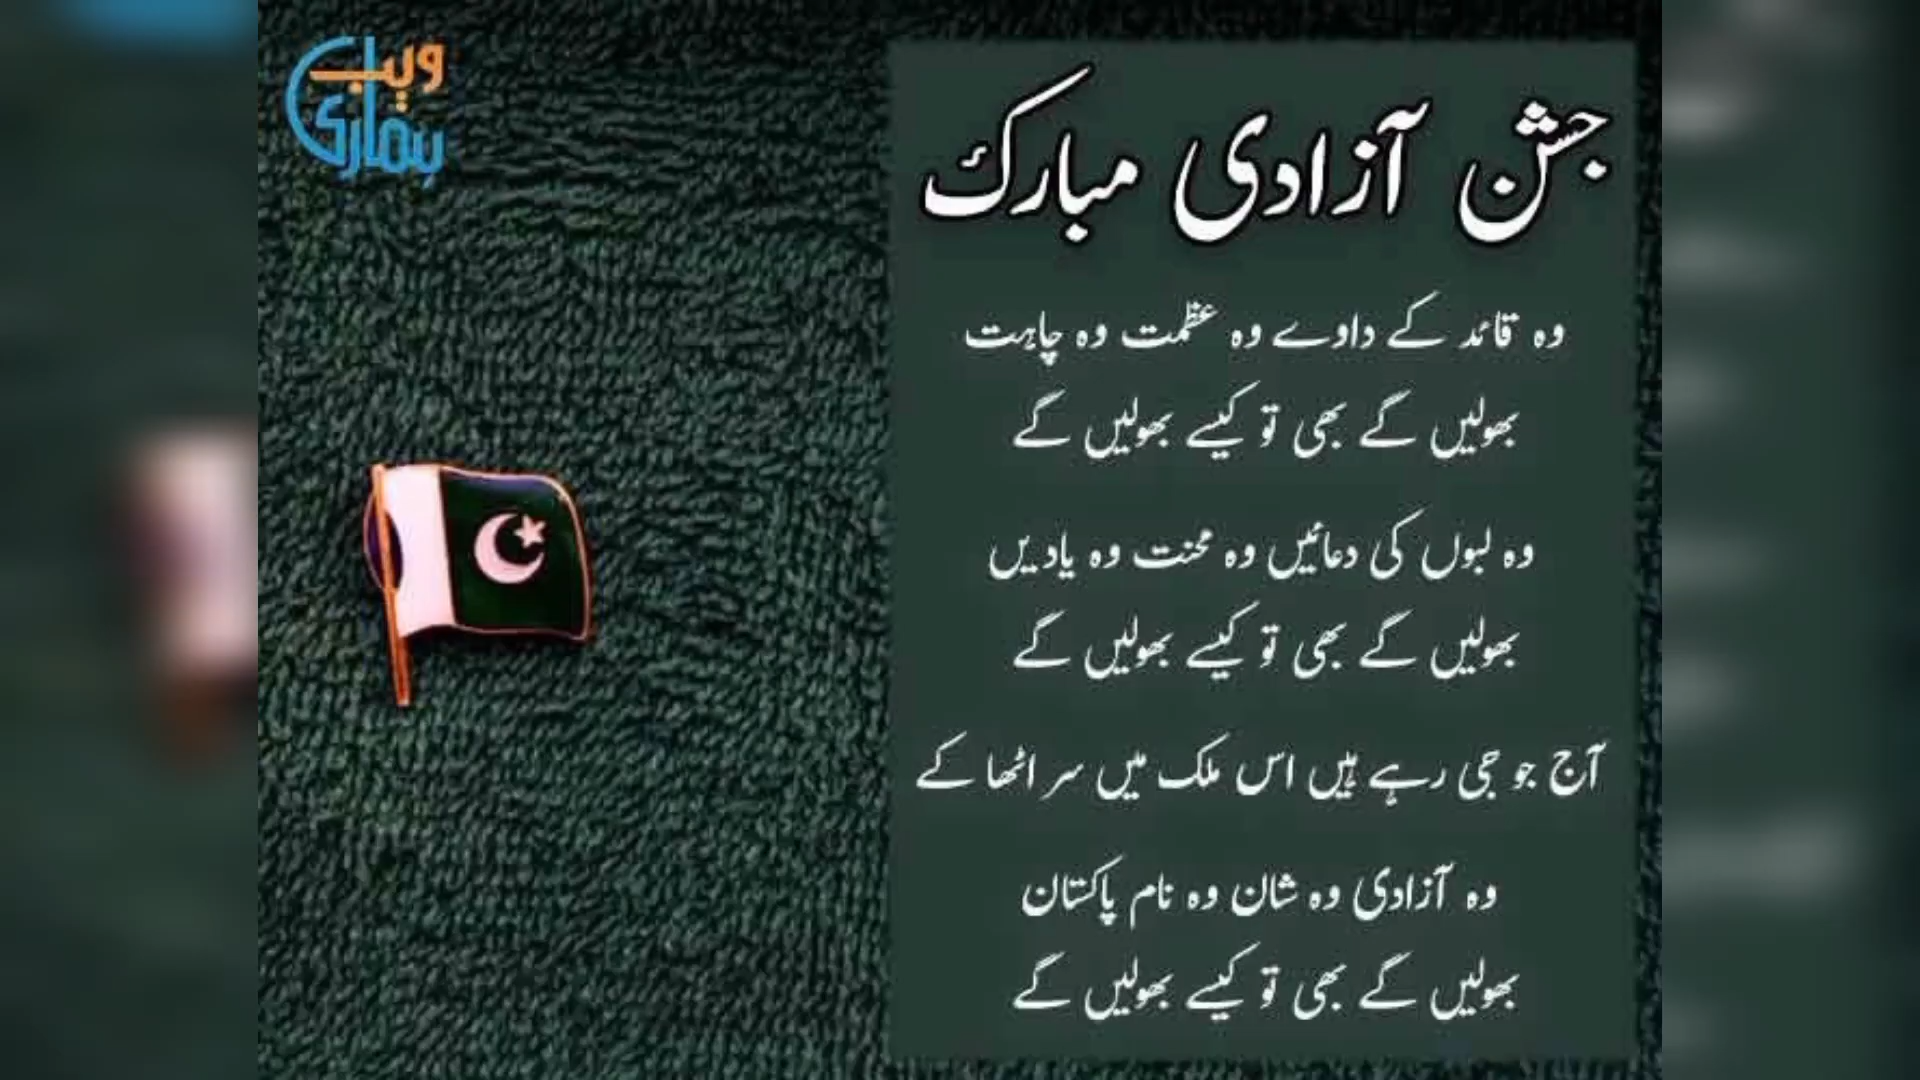 ہماری
ویب
جشن آزادی مبارک
وہ قائد کے داوے وہ عظمت وہ چاہت
بھولیں گے بھی تو کیسے بھولیں گے
وہ لبوں کی دعائیں وہ محنت وہ یادیں
بھولیں گے بھی تو کیسے بھولیں گے
آج جو جی رہے ہیں اس ملک میں سر اٹھا کے
وہ آزادی وہ شان وہ نام پاکستان
بھولیں گے بھی تو کیسے بھولیں گے